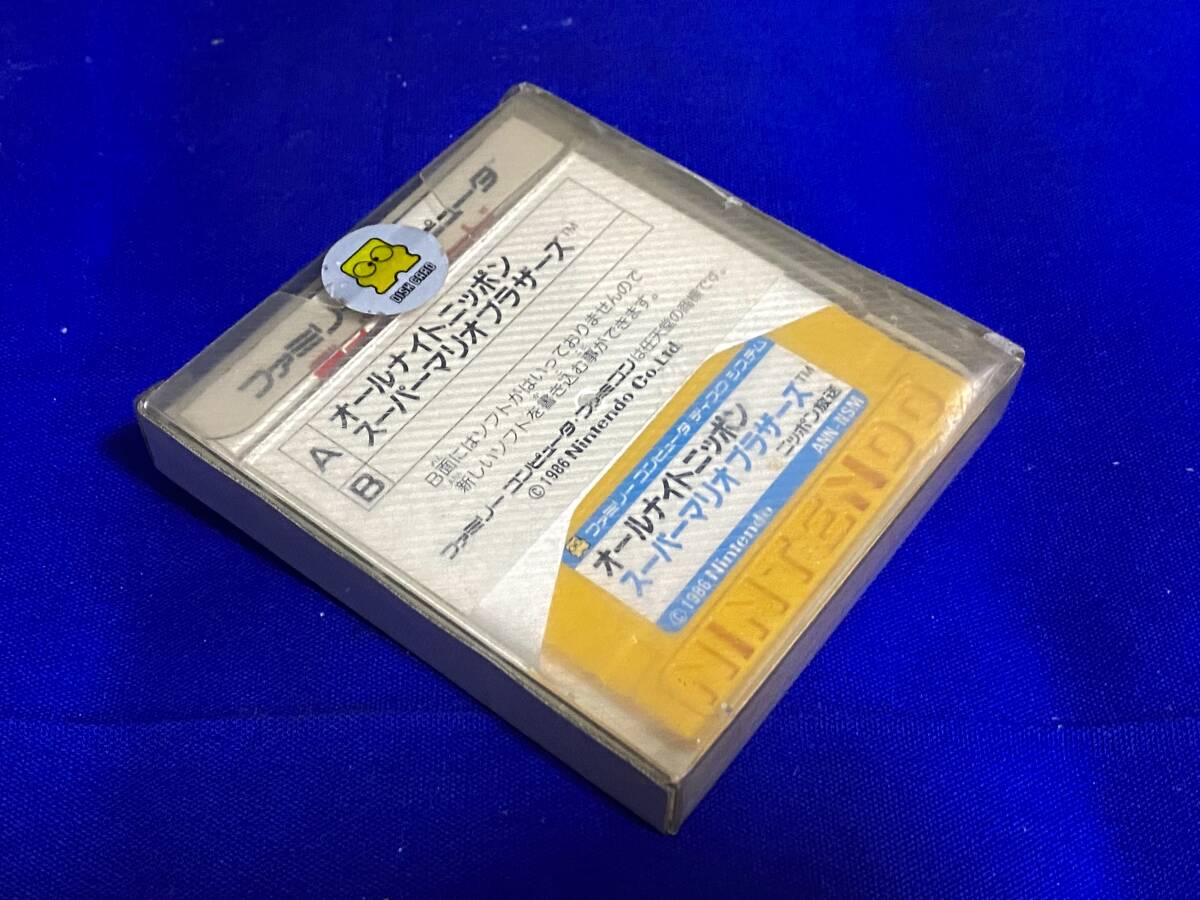 ファミリーコンピュータ
DISK CARD
A オールナイトニッポン
スーパーマリオブラザーズ™
B
B面にはソフトがはいっておりませんので
新しいソフトを書き込む事ができます。
ファミリーコンピュータ・ファミコンは任天堂の商標です。
© 1986 Nintendo Co.Ltd
ファミリー コンピュータ ディスク システム
オールナイトニッポン
スーパーマリオブラザーズ™
ニッポン放送
© 1986 Nintendo ANN-NSM
NINTENDO